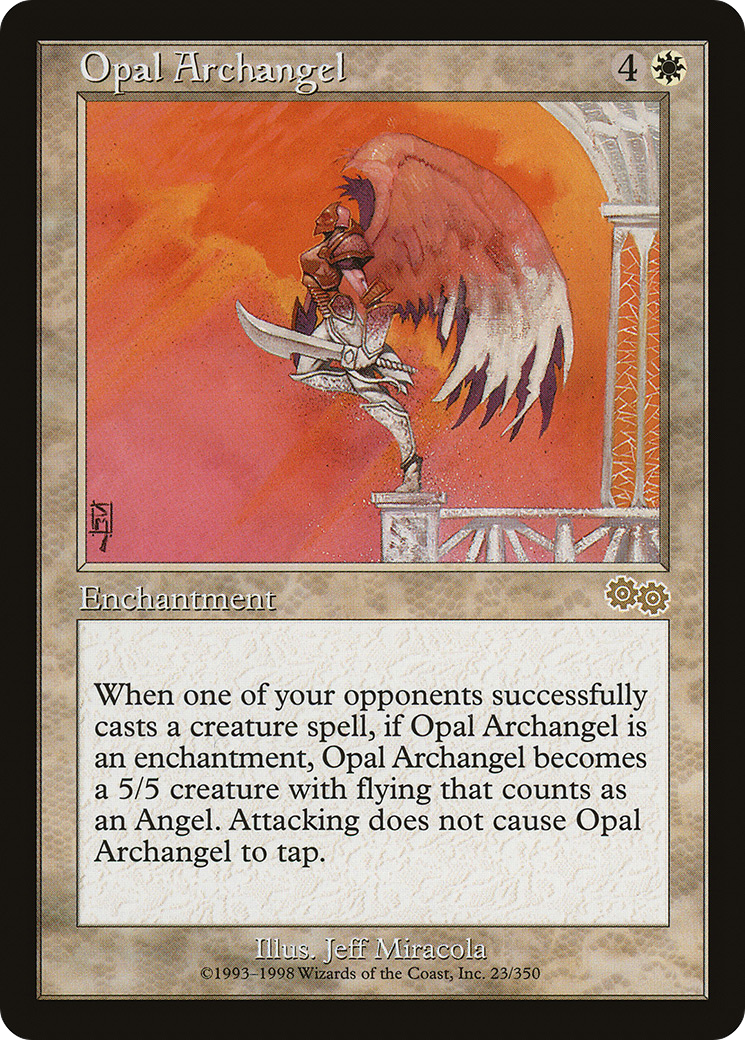 Opal Archangel 4
Enchantment
When one of your opponents successfully
casts a creature spell, if Opal Archangel is
an enchantment, Opal Archangel becomes
a 5/5 creature with flying that counts as
an Angel. Attacking does not cause Opal
Archangel to tap.
Illus. Jeff Miracola
©1993–1998 Wizards of the Coast, Inc. 23/350